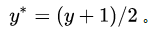 y* = (y + 1)/2 。